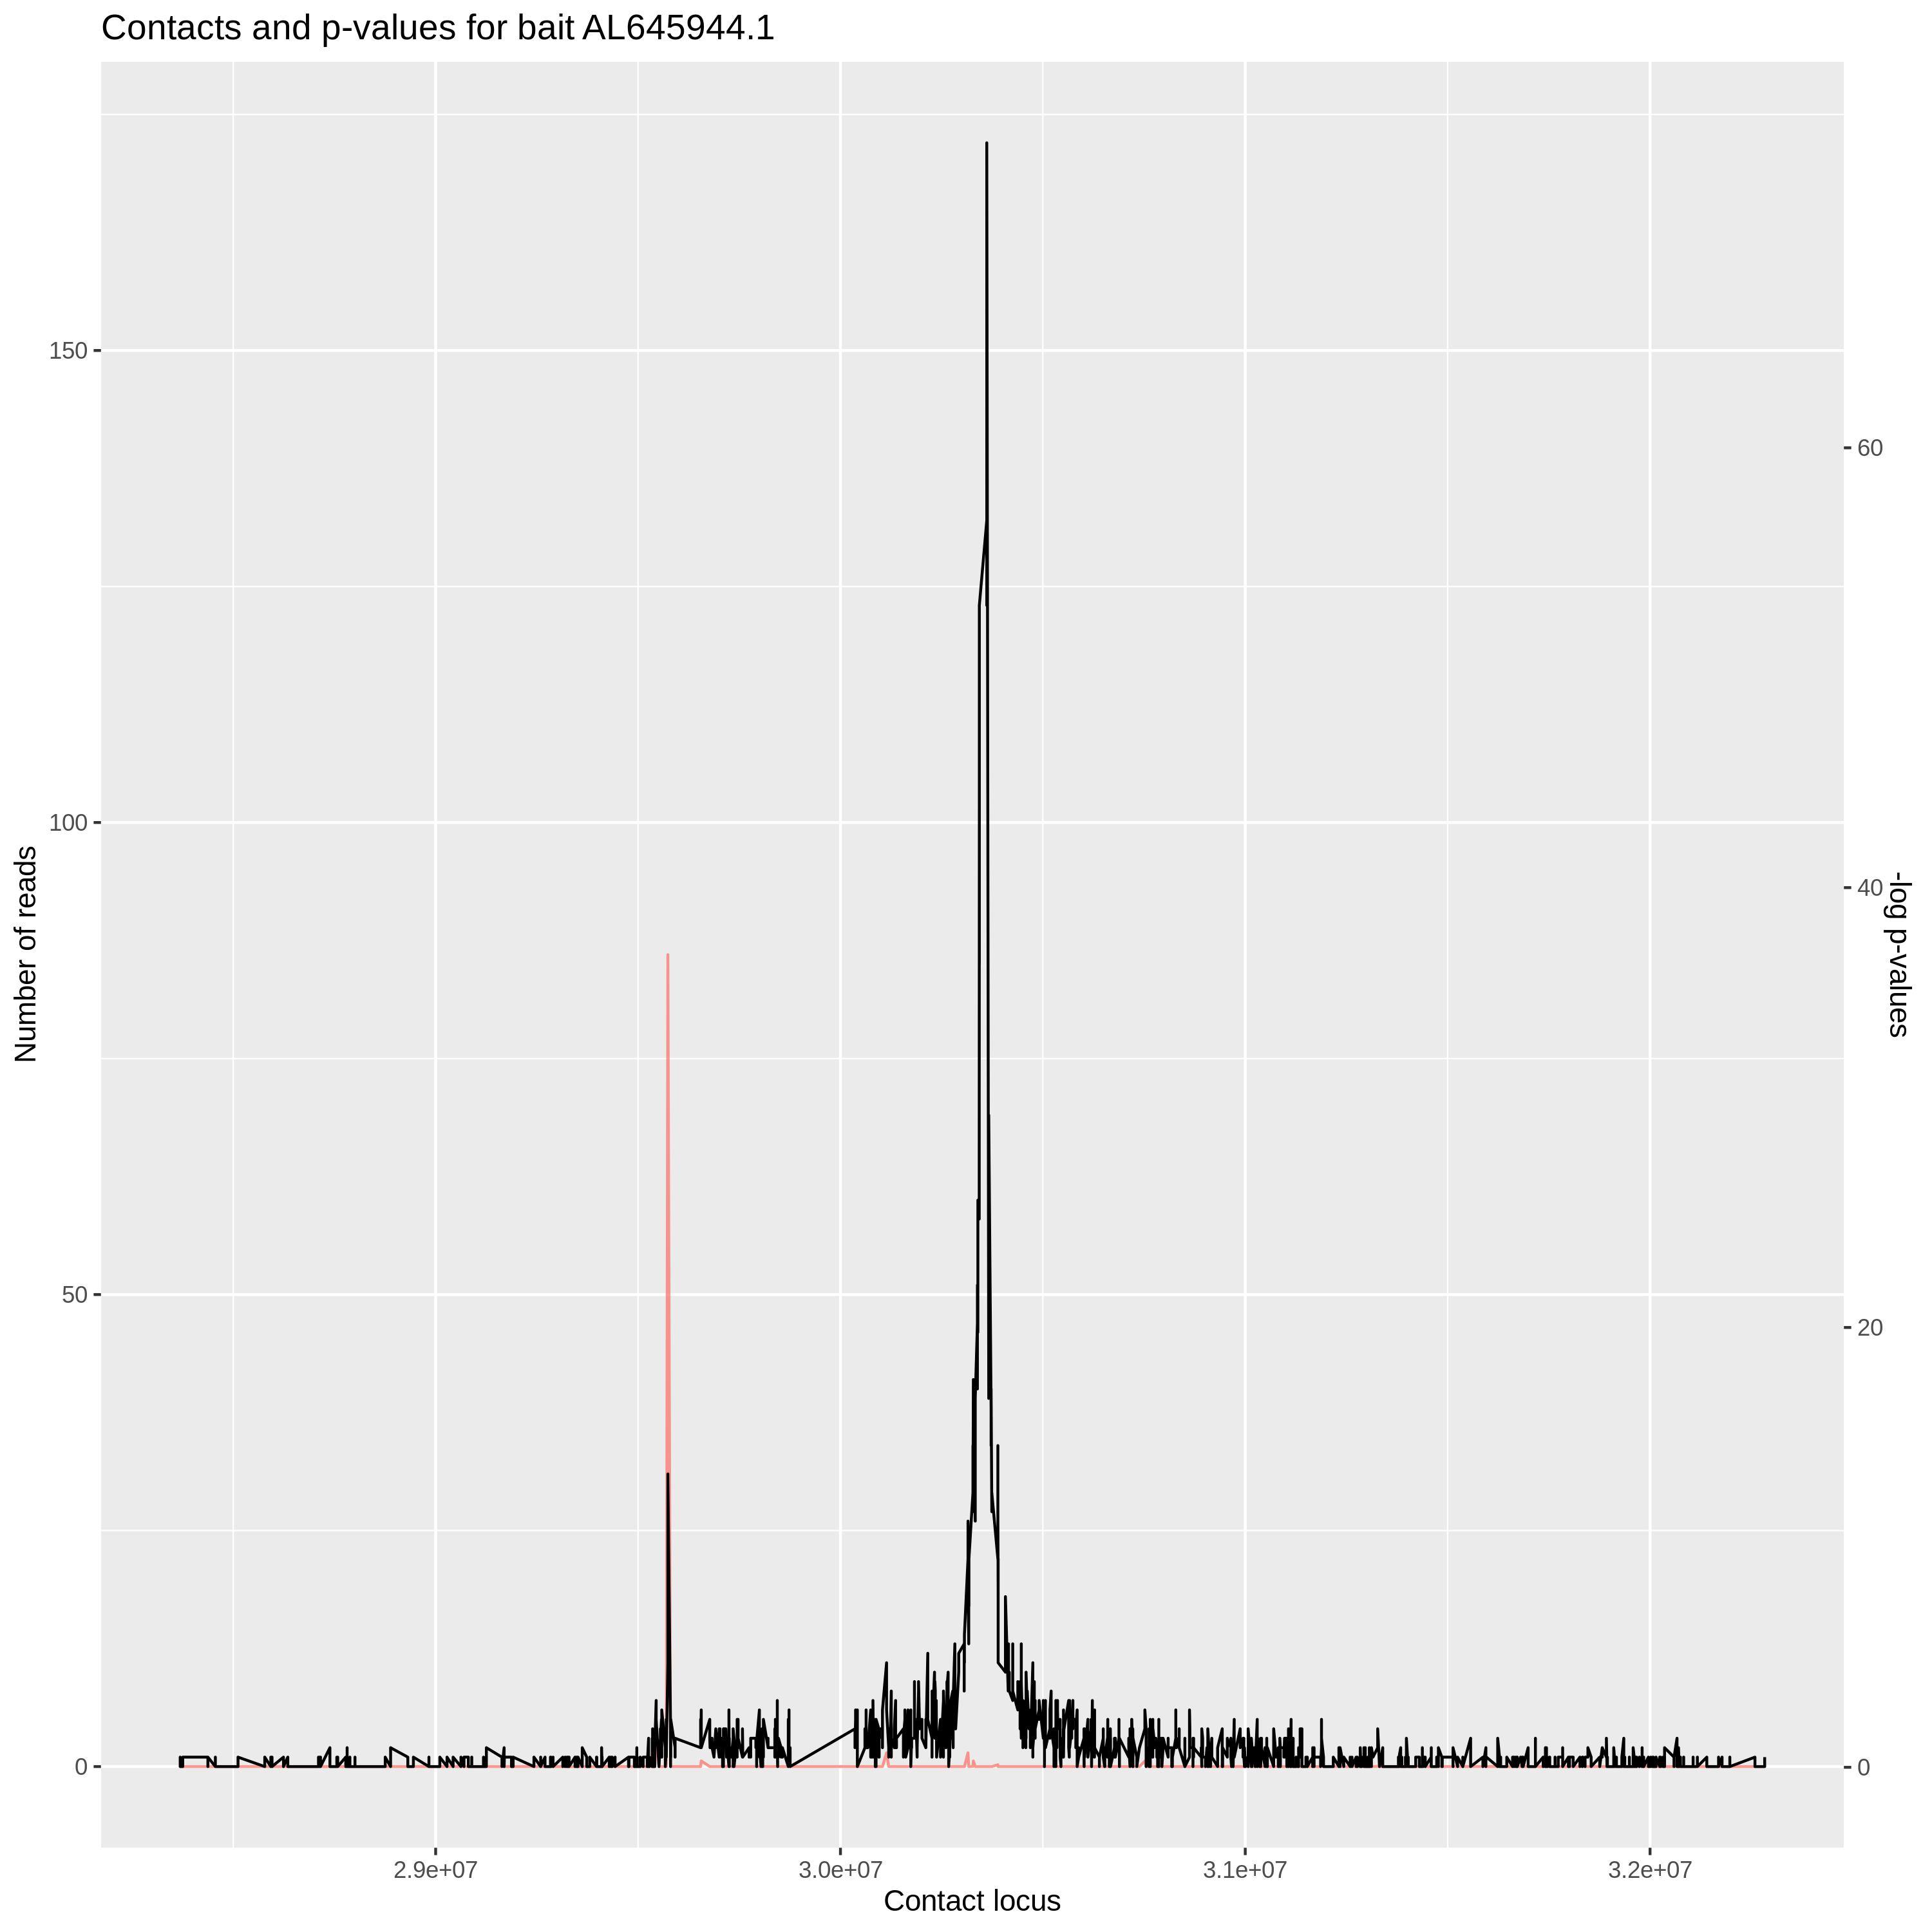 Contacts and p-values for bait AL645944.1
150
100
50
0
Number of reads
60
40
20
0
-log p-values
2.9e+07
3.0e+07
3.1e+07
3.2e+07
Contact locus